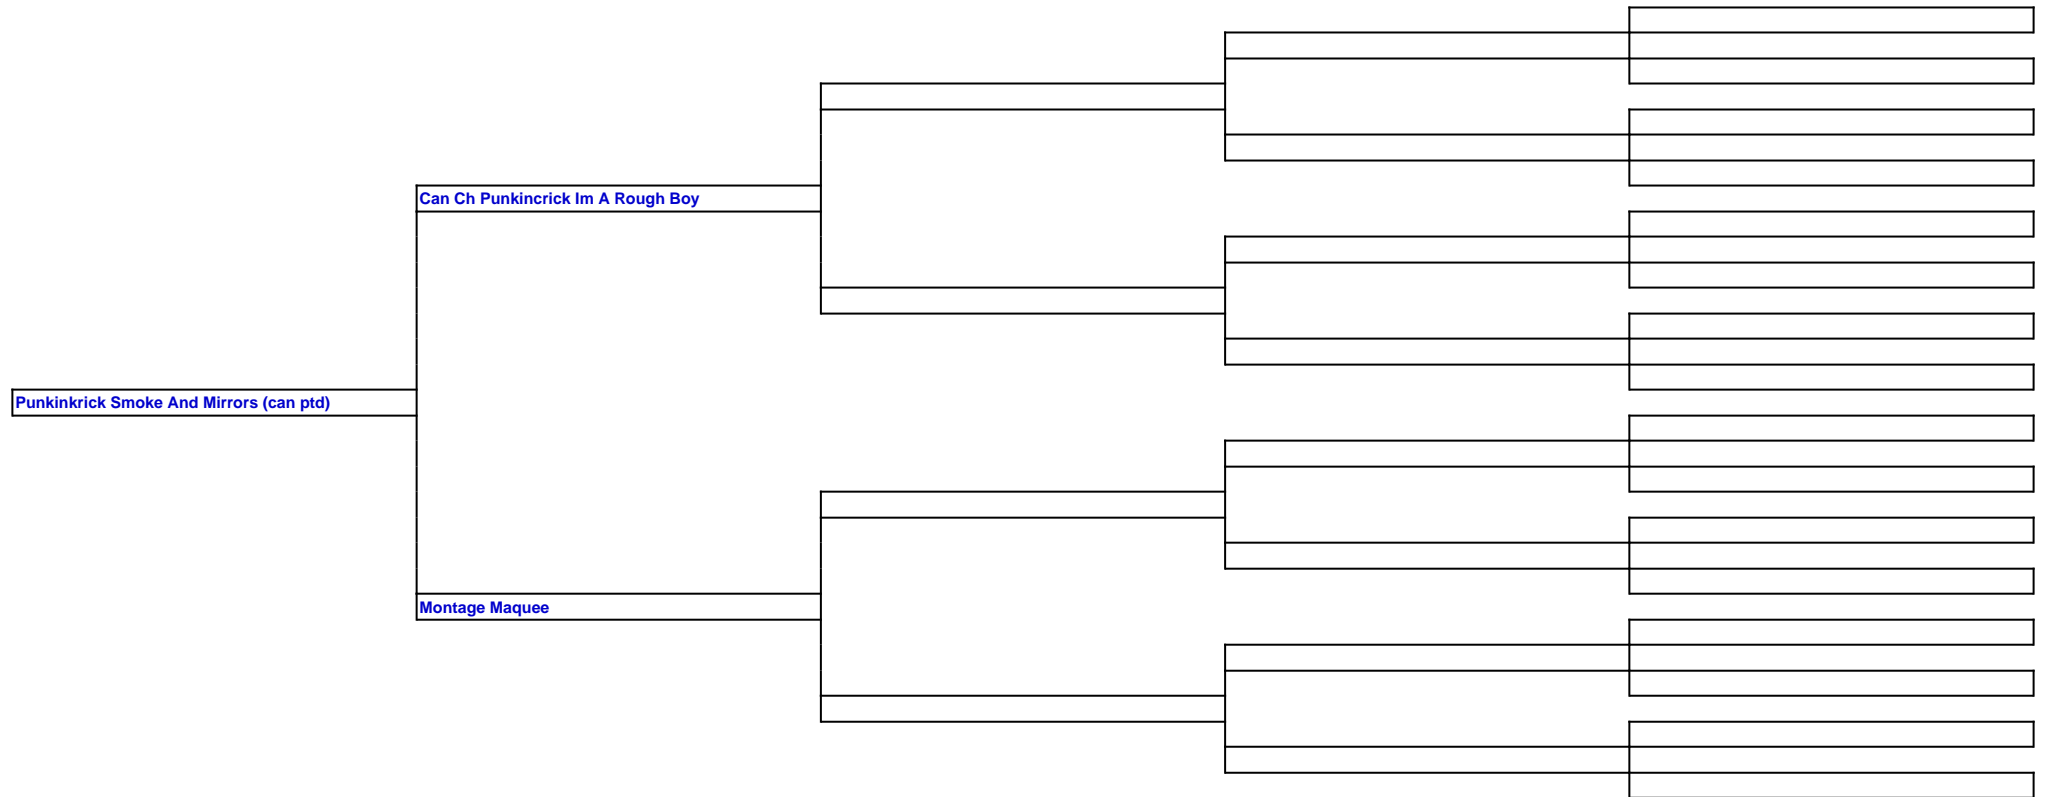 Can Ch Punkincrick Im A Rough Boy
Punkinkrick Smoke And Mirrors (can ptd)
Montage Maquee